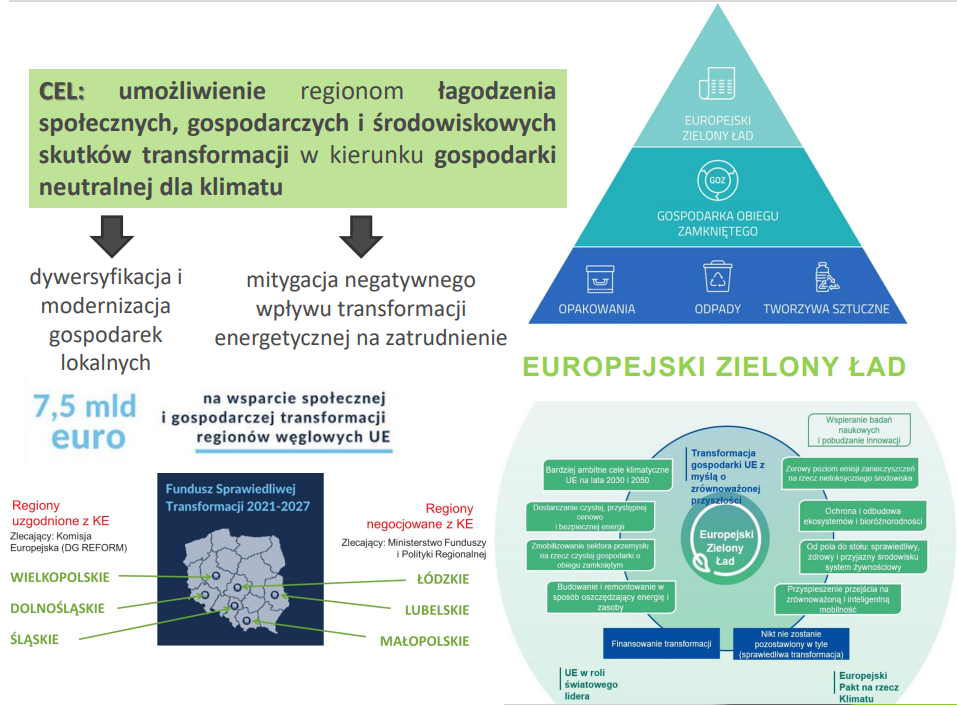 CEL: umożliwienie regionom łagodzenia
społecznych, gospodarczych i środowiskowych
skutków transformacji w kierunku gospodarki
neutralnej dla klimatu
dywersyfikacja i
modernizacja
gospodarek
lokalnych
mitygacja negatywnego
wpływu transformacji
energetycznej na zatrudnienie
7,5 mld
euro
na wsparcie społecznej
i gospodarczej transformacji
regionów węglowych UE
Regiony
uzgodnione z KE
Zlecający: Komisja
Europejska (DG REFORM)
WIELKOPOLSKIE
DOLNOŚLĄSKIE
ŚLĄSKIE
Fundusz Sprawiedliwej
Transformacji 2021-2027
Regiony
negocjowane z KE
Zlecający: Ministerstwo Funduszy
i Polityki Regionalnej
ŁÓDZKIE
LUBELSKIE
MAŁOPOLSKIE
EUROPEJSKI
ZIELONY ŁAD
GOZ
GOSPODARKA OBIEGU
ZAMKNIĘTEGO
OPAKOWANIA
ODPADY
TWORZYWA SZTUCZNE
EUROPEJSKI ZIELONY ŁAD
Transformacja
gospodarki UE z
myślą o
zrównoważonej
przyszłości
Wspieranie badań
naukowych
i pobudzanie innowacji
Bardziej ambitne cele klimatyczne
UE na lata 2030 i 2050
Zerowy poziom emisji zanieczyszczeń
na rzecz nietoksycznego środowiska
Dostarczanie czystej, przystępnej
cenowo
i bezpiecznej energii
Ochrona i odbudowa
ekosystemów i bioróżnorodności
Europejski
Zielony
Ład
Zmobilizowanie sektora przemysłu
na rzecz czystej gospodarki o
obiegu zamkniętym
Od pola do stołu: sprawiedliwy,
zdrowy i przyjazny środowisku
system żywnościowy
Budowanie i remontowanie w
sposób oszczędzający energię i
zasoby
Przyspieszenie przejścia na
zrównoważoną i inteligentną
mobilność
Finansowanie transformacji
Nikt nie zostanie
pozostawiony w tyle
(sprawiedliwa transformacja)
UE w roli
światowego
lidera
Europejski
Pakt na rzecz
Klimatu